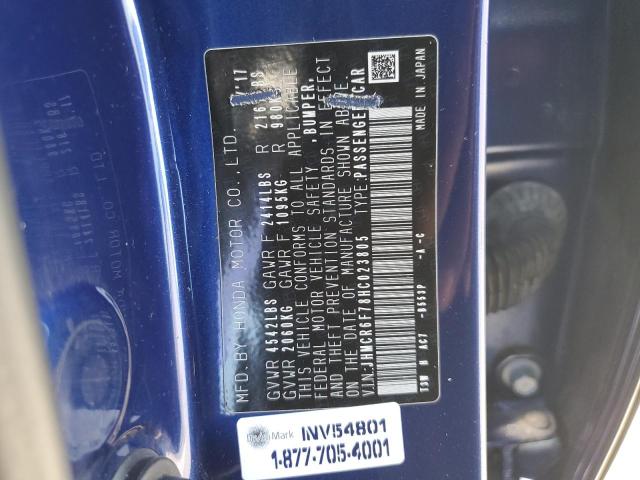 MFD.BY HONDA MOTOR CO. LTD. /17
GVWR 4542LBS GAWR F 2414LBS R
GVWR 2060KG GAWR F 1095KG R
THIS VEHICLE CONFORMS TO ALL APPLICABLE
FEDERAL MOTOR VEHICLE SAFETY ,BUMPER,
AND THEFT PREVENTION STANDARDS IN EFFECT
ON THE DATE OF MANUFACTURE SHOWN ABOVE.
VIN: TYPE:PASSENGER CAR
MADE IN JAPAN
INV54801
1-877-705-4001